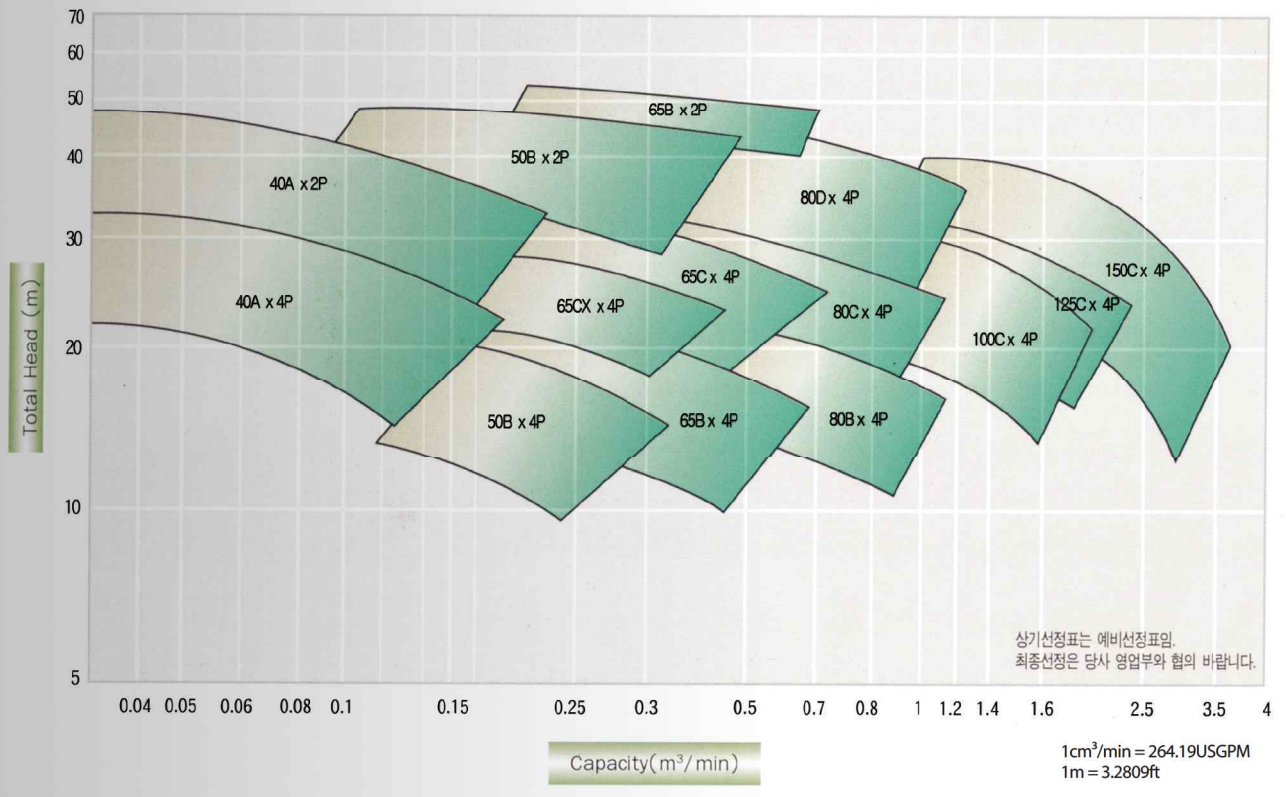 70
60
50
40
30
20
10
5
Total Head (m)
65B x 2P
50B x 2P
40A x 2P
80D x 4P
150C x 4P
65C x 4P
40A x 4P
65CX x 4P
80C x 4P
125C x 4P
100C x 4P
50B x 4P
65B x 4P
80B x 4P
상기선정표는 예비선정표임.
최종선정은 당사 영업부와 협의 바랍니다.
0.04 0.05 0.06 0.08 0.1 0.15 0.25 0.3 0.5 0.7 0.8 1 1.2 1.4 1.6 2.5 3.5 4
Capacity(m³/min)
1cm³/min = 264.19USGPM
1m = 3.2809ft